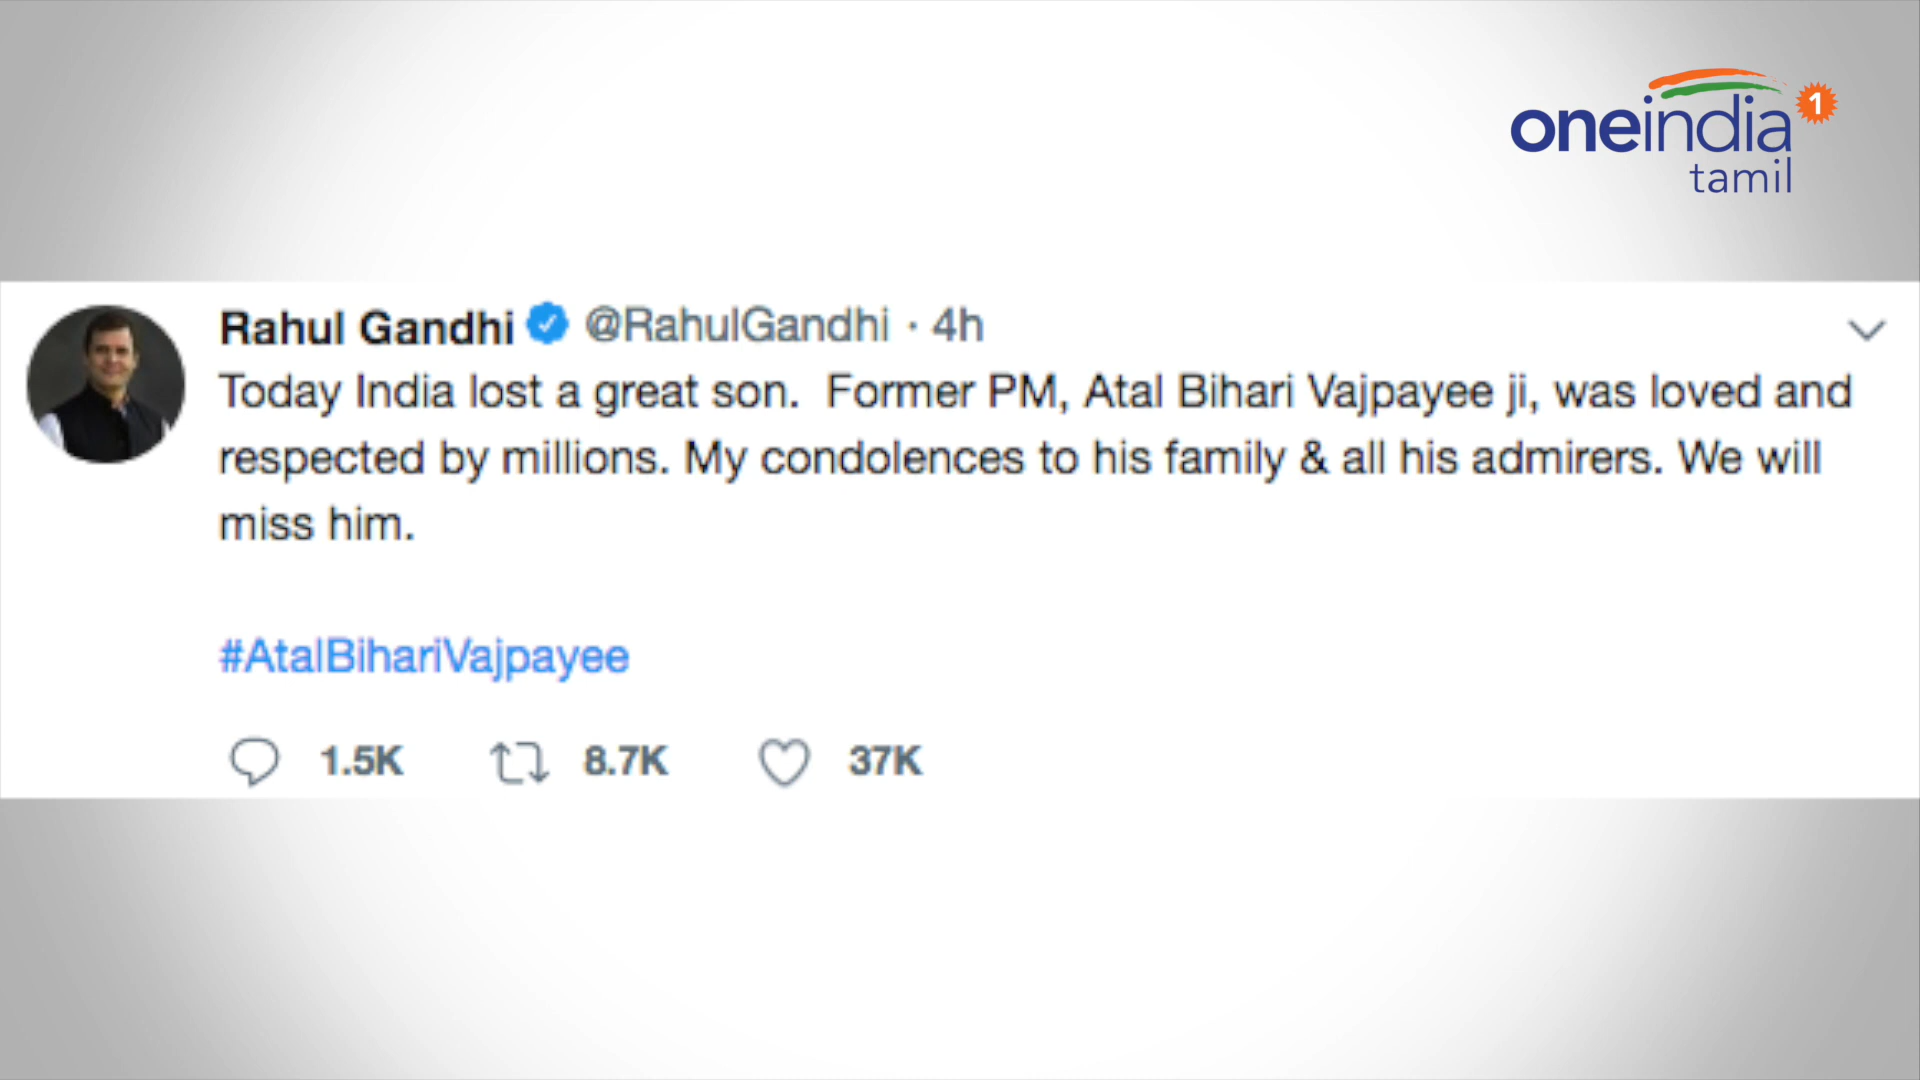 oneindia 1
tamil
Rahul Gandhi @RahulGandhi · 4h
Today India lost a great son.  Former PM, Atal Bihari Vajpayee ji, was loved and
respected by millions. My condolences to his family & all his admirers. We will
miss him.
#AtalBihariVajpayee
1.5K 8.7K 37K